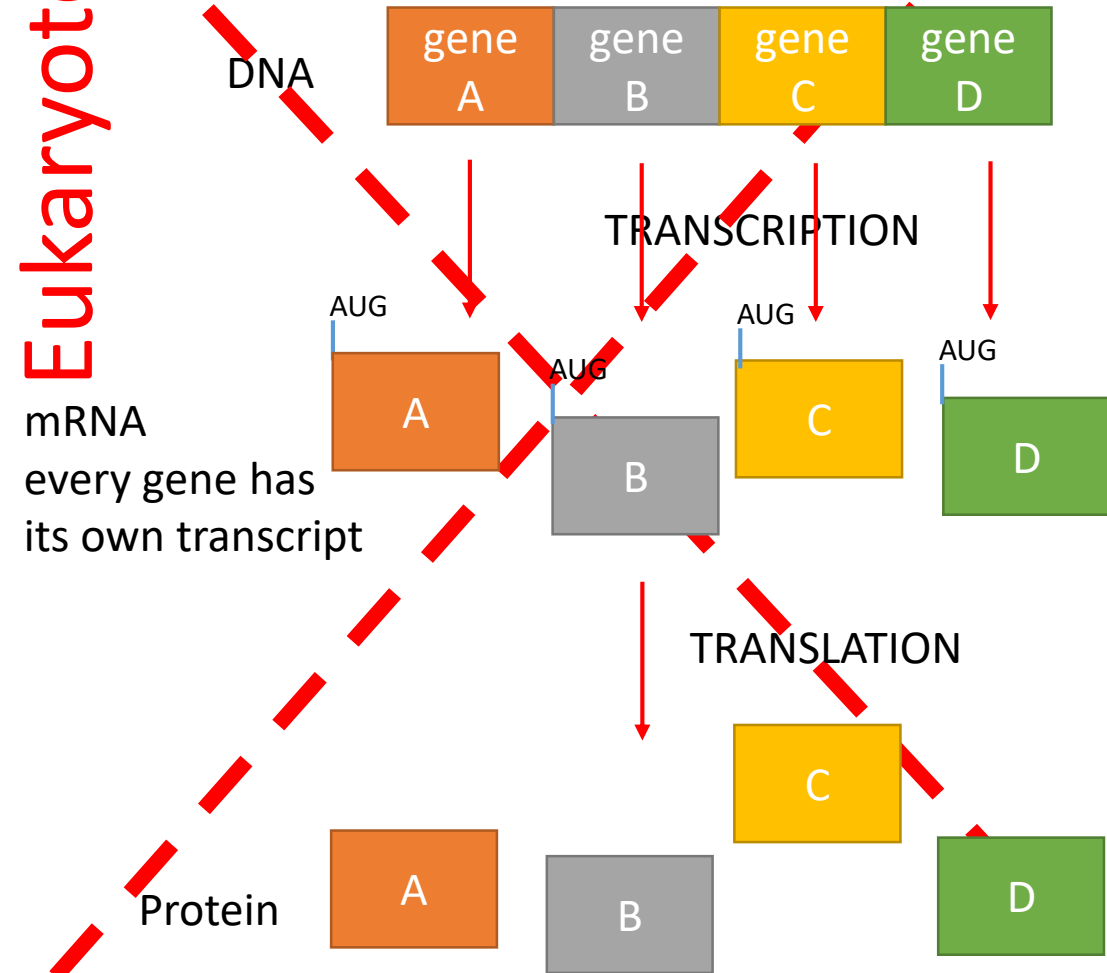 Eukaryot
DNA
gene
A
gene
B
gene
C
gene
D
TRANSCRIPTION
AUG
AUG
AUG
AUG
A
B
C
D
mRNA
every gene has
its own transcript
TRANSLATION
Protein
A
B
C
D